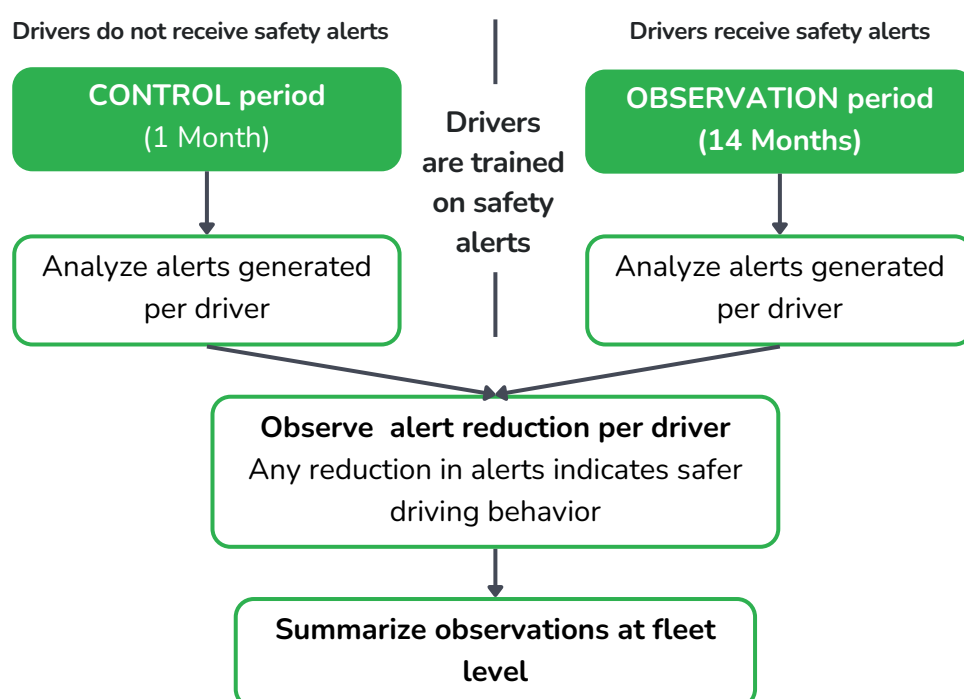 Drivers do not receive safety alerts
CONTROL period
(1 Month)
Analyze alerts generated
per driver
Drivers
are trained
on safety
alerts
Drivers receive safety alerts
OBSERVATION period
(14 Months)
Analyze alerts generated
per driver
Observe  alert reduction per driver
Any reduction in alerts indicates safer
driving behavior
Summarize observations at fleet
level